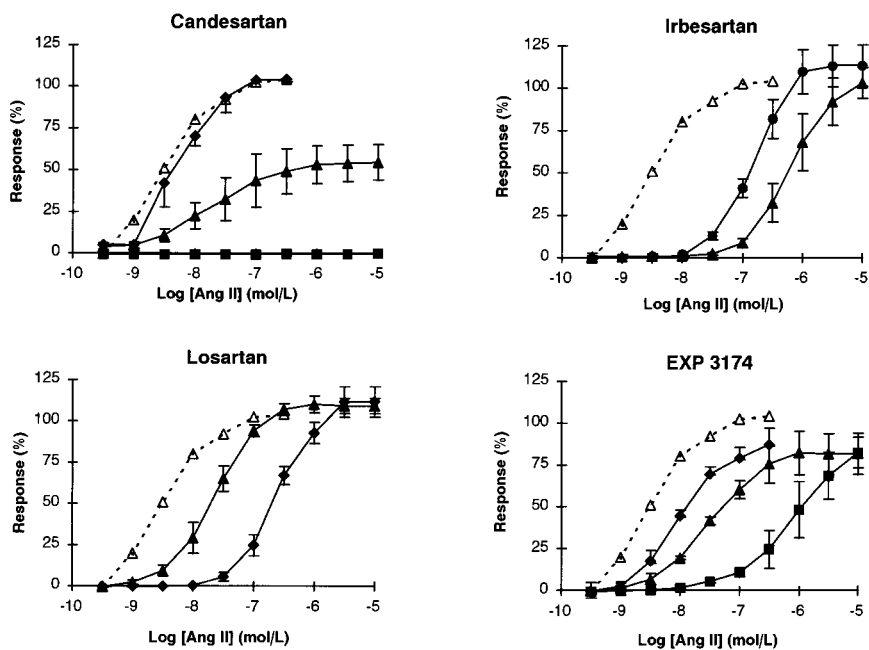 Candesartan
125
100
75
50
25
0
Response (%)
-10 -9 -8 -7 -6 -5
Log [Ang II] (mol/L)
Irbesartan
125
100
75
50
25
0
Response (%)
-10 -9 -8 -7 -6 -5
Log [Ang II] (mol/L)
Losartan
125
100
75
50
25
0
Response (%)
-10 -9 -8 -7 -6 -5
Log [Ang II] (mol/L)
EXP 3174
125
100
75
50
25
0
Response (%)
-10 -9 -8 -7 -6 -5
Log [Ang II] (mol/L)